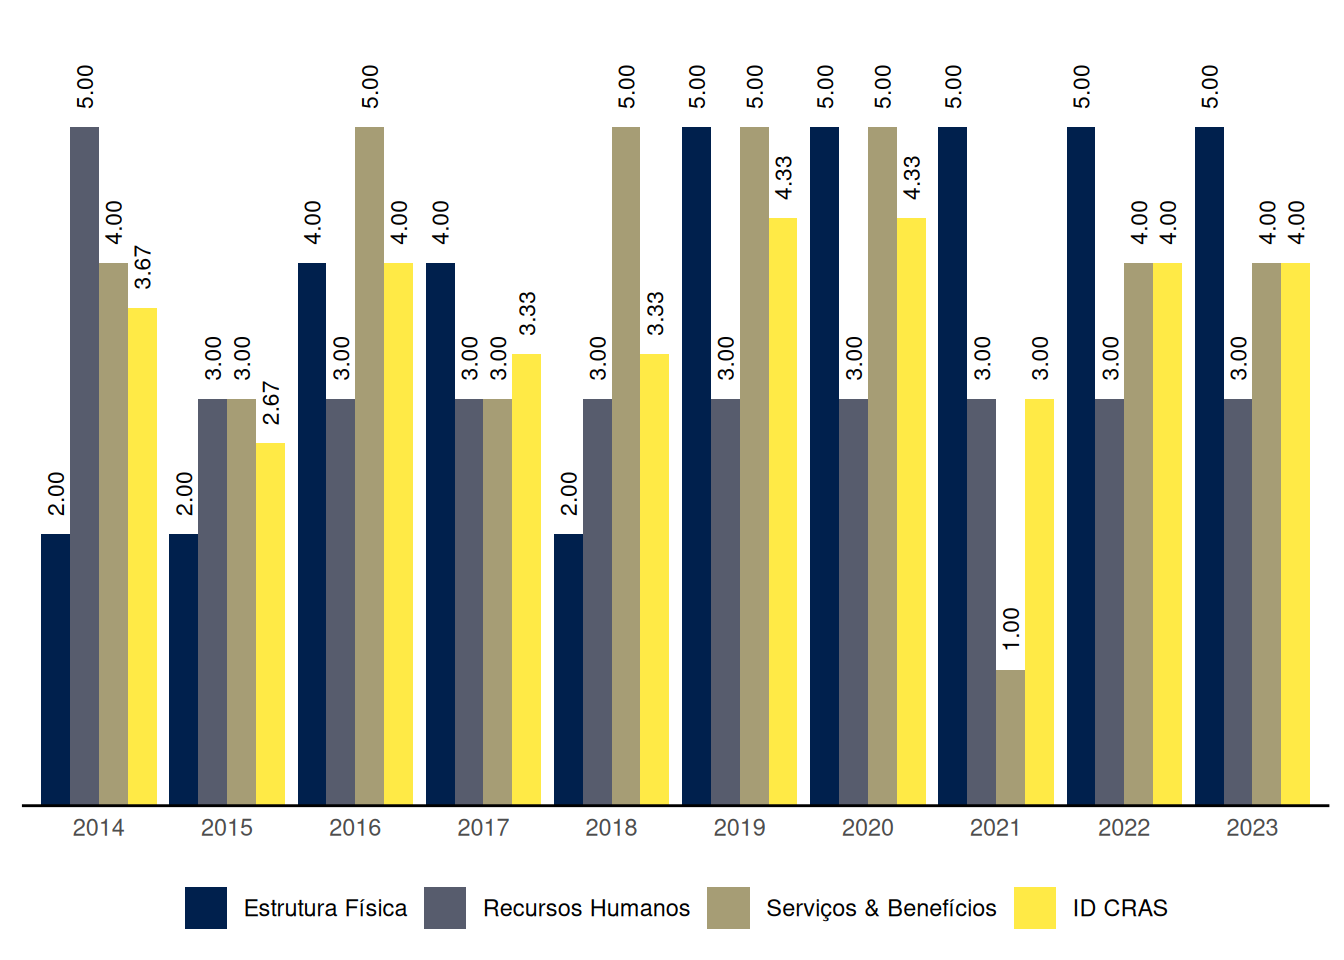 2.00 5.00 4.00 3.67
2.00 3.00 3.00 2.67
4.00 3.00 5.00 4.00
4.00 3.00 3.00 3.33
2.00 3.00 5.00 3.33
5.00 3.00 5.00 4.33
5.00 3.00 5.00 4.33
5.00 3.00 1.00 3.00
5.00 3.00 4.00 4.00
5.00 3.00 4.00 4.00
2014 2015 2016 2017 2018 2019 2020 2021 2022 2023
Estrutura Física Recursos Humanos Serviços & Benefícios ID CRAS